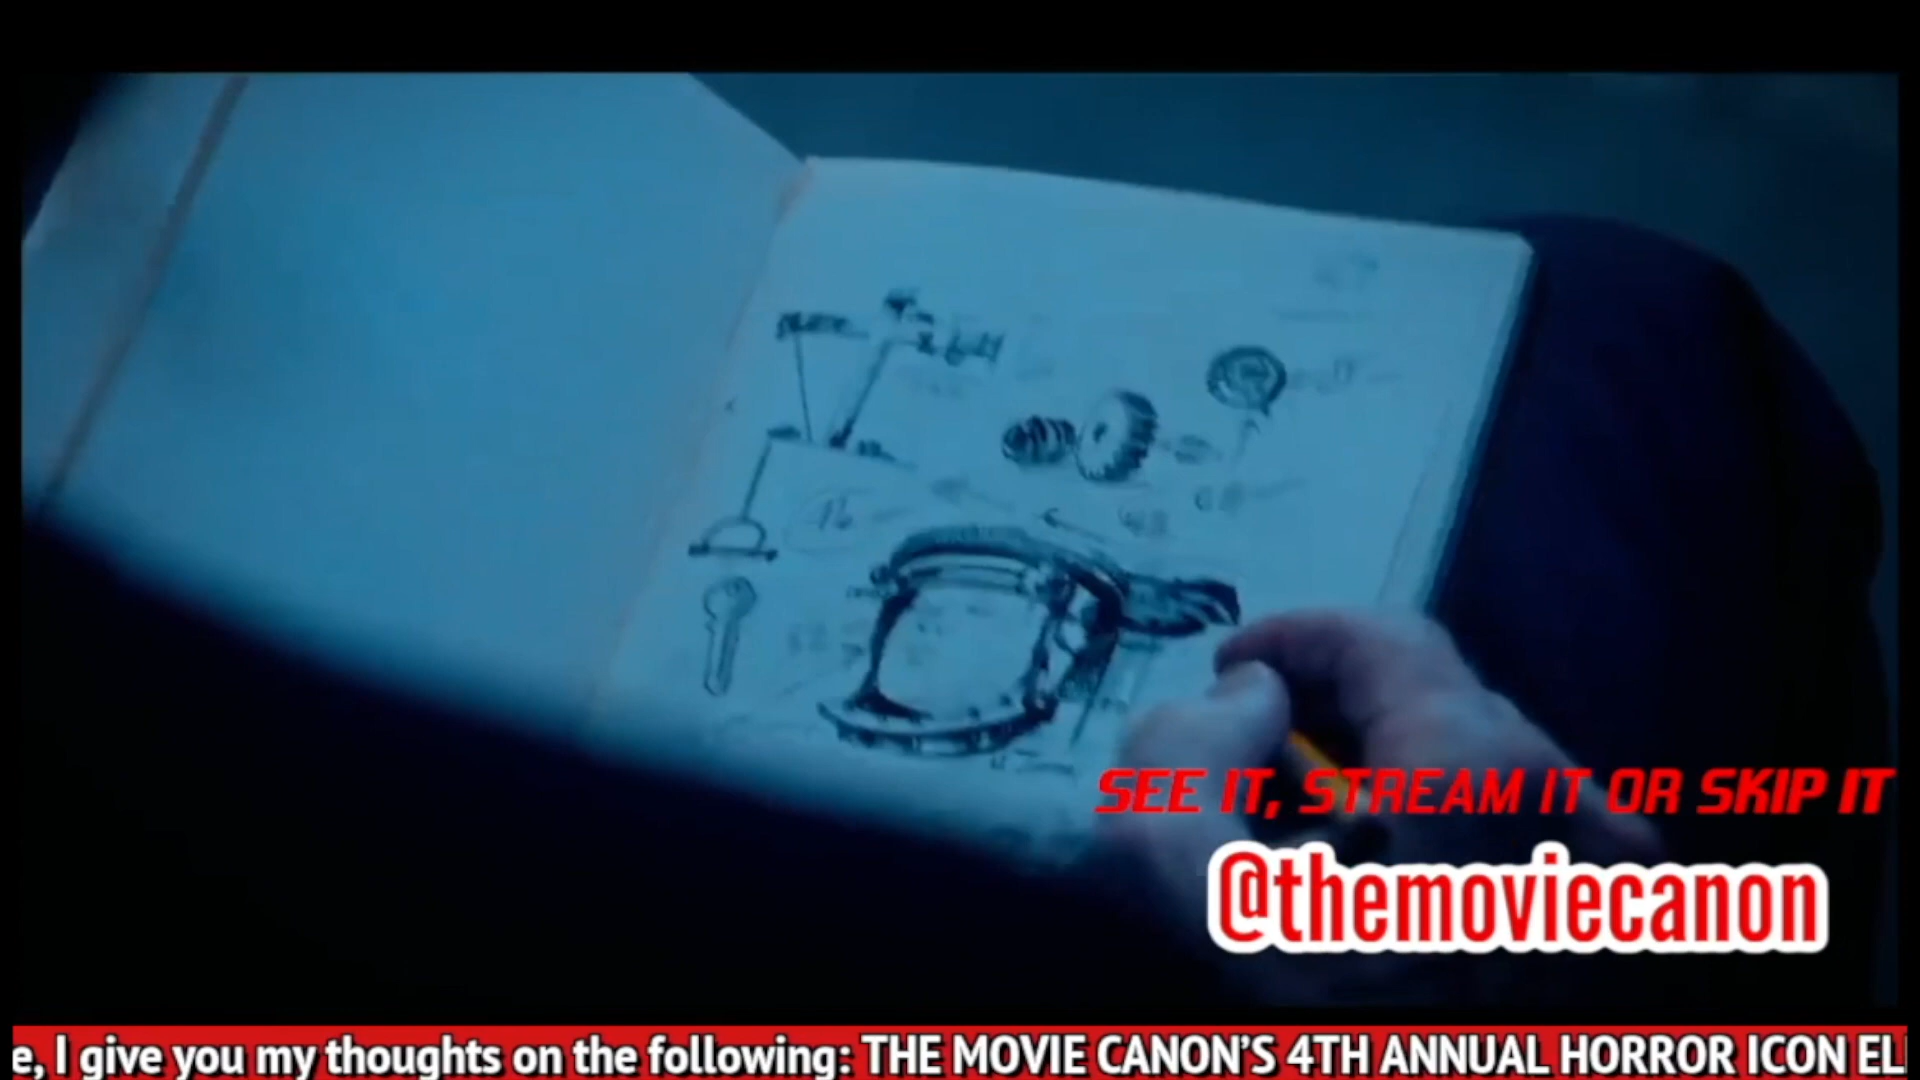 SEE IT, STREAM IT OR SKIP IT
@themoviecanon
e, I give you my thoughts on the following: THE MOVIE CANON'S 4TH ANNUAL HORROR ICON EL